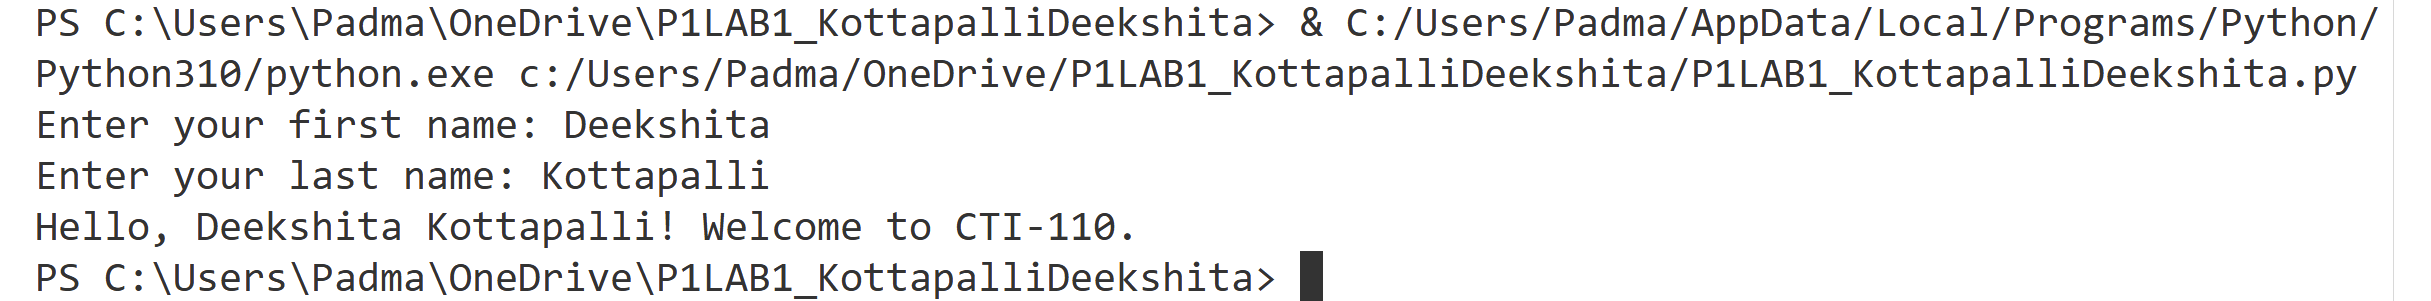 PS C:\Users\Padma\OneDrive\P1LAB1_KottapalliDeekshita> & C:/Users/Padma/AppData/Local/Programs/Python/
Python310/python.exe c:/Users/Padma/OneDrive/P1LAB1_KottapalliDeekshita/P1LAB1_KottapalliDeekshita.py
Enter your first name: Deekshita
Enter your last name: Kottapalli
Hello, Deekshita Kottapalli! Welcome to CTI-110.
PS C:\Users\Padma\OneDrive\P1LAB1_KottapalliDeekshita>